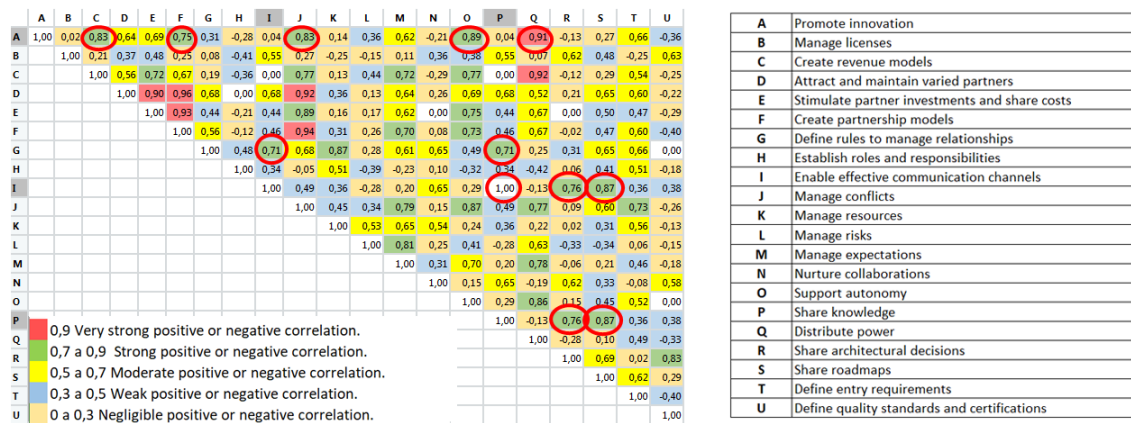 A B C D E F G H I J K L M N O P Q R S T U
A 1,00 0,02 0,83 0,64 0,69 0,75 0,31 -0,28 0,04 0,83 0,14 0,36 0,62 -0,21 0,89 0,04 0,91 -0,13 0,27 0,66 -0,36
B 1,00 0,21 0,37 0,48 0,25 0,08 -0,41 0,55 0,27 -0,25 -0,15 0,11 0,36 0,38 0,55 0,07 0,62 0,48 -0,25 0,63
C 1,00 0,56 0,72 0,67 0,19 -0,36 0,00 0,77 0,13 0,44 0,72 -0,29 0,77 0,00 0,92 -0,12 0,29 0,54 -0,25
D 1,00 0,90 0,96 0,68 0,00 0,68 0,92 0,36 0,13 0,64 0,26 0,69 0,68 0,52 0,21 0,65 0,60 -0,22
E 1,00 0,93 0,44 -0,21 0,44 0,89 0,16 0,17 0,62 0,00 0,75 0,44 0,67 0,00 0,50 0,47 -0,29
F 1,00 0,56 -0,12 0,46 0,94 0,31 0,26 0,70 0,08 0,73 0,46 0,67 -0,02 0,47 0,60 -0,40
G 1,00 0,48 0,71 0,68 0,87 0,28 0,61 0,65 0,49 0,71 0,25 0,31 0,65 0,66 0,00
H 1,00 0,34 -0,05 0,51 -0,39 -0,23 0,10 -0,32 0,34 -0,42 0,06 0,41 0,51 -0,18
I 1,00 0,49 0,36 -0,28 0,20 0,65 0,29 1,00 -0,13 0,76 0,87 0,36 0,38
J 1,00 0,45 0,34 0,79 0,15 0,87 0,49 0,77 0,09 0,60 0,73 -0,26
K 1,00 0,53 0,65 0,54 0,24 0,36 0,22 0,02 0,31 0,56 -0,13
L 1,00 0,81 0,25 0,41 -0,28 0,63 -0,33 -0,34 0,06 -0,15
M 1,00 0,31 0,70 0,20 0,78 -0,06 0,21 0,46 -0,18
N 1,00 0,15 0,65 -0,19 0,62 0,33 -0,08 0,58
O 1,00 0,29 0,86 0,15 0,45 0,52 0,00
P 1,00 -0,13 0,76 0,87 0,36 0,38
Q 1,00 -0,28 0,10 0,49 -0,33
R 1,00 0,69 0,02 0,83
S 1,00 0,62 0,29
T 1,00 -0,40
U 1,00
0,9 Very strong positive or negative correlation.
0,7 a 0,9 Strong positive or negative correlation.
0,5 a 0,7 Moderate positive or negative correlation.
0,3 a 0,5 Weak positive or negative correlation.
0 a 0,3 Negligible positive or negative correlation.
A Promote innovation
B Manage licenses
C Create revenue models
D Attract and maintain varied partners
E Stimulate partner investments and share costs
F Create partnership models
G Define rules to manage relationships
H Establish roles and responsibilities
I Enable effective communication channels
J Manage conflicts
K Manage resources
L Manage risks
M Manage expectations
N Nurture collaborations
O Support autonomy
P Share knowledge
Q Distribute power
R Share architectural decisions
S Share roadmaps
T Define entry requirements
U Define quality standards and certifications